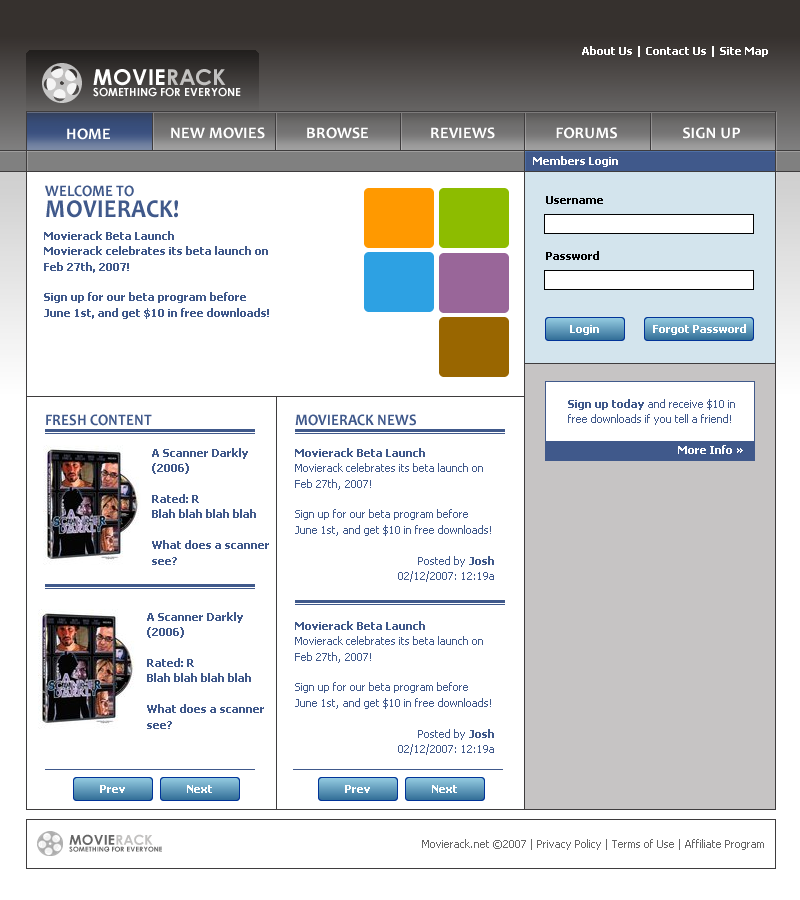 About Us | Contact Us | Site Map
MOVIERACK
SOMETHING FOR EVERYONE
HOME
NEW MOVIES
BROWSE
REVIEWS
FORUMS
SIGN UP
Members Login
WELCOME TO
MOVIERACK!
Movierack Beta Launch
Movierack celebrates its beta launch on
Feb 27th, 2007!
Sign up for our beta program before
June 1st, and get $10 in free downloads!
Username
Password
Login
Forgot Password
Sign up today and receive $10 in
free downloads if you tell a friend!
More Info »
FRESH CONTENT
A Scanner Darkly
(2006)
Rated: R
Blah blah blah blah
What does a scanner
see?
A SCANNER DARKLY
A Scanner Darkly
(2006)
Rated: R
Blah blah blah blah
What does a scanner
see?
A SCANNER DARKLY
Prev
Next
MOVIERACK NEWS
Movierack Beta Launch
Movierack celebrates its beta launch on
Feb 27th, 2007!
Sign up for our beta program before
June 1st, and get $10 in free downloads!
Posted by Josh
02/12/2007: 12:19a
Movierack Beta Launch
Movierack celebrates its beta launch on
Feb 27th, 2007!
Sign up for our beta program before
June 1st, and get $10 in free downloads!
Posted by Josh
02/12/2007: 12:19a
Prev
Next
MOVIERACK
SOMETHING FOR EVERYONE
Movierack.net ©2007 | Privacy Policy | Terms of Use | Affiliate Program